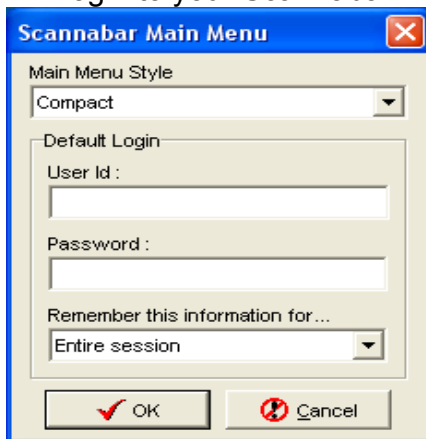 Scannabar Main Menu
Main Menu Style
Compact
Default Login
User Id :
Password :
Remember this information for...
Entire session
OK
Cancel